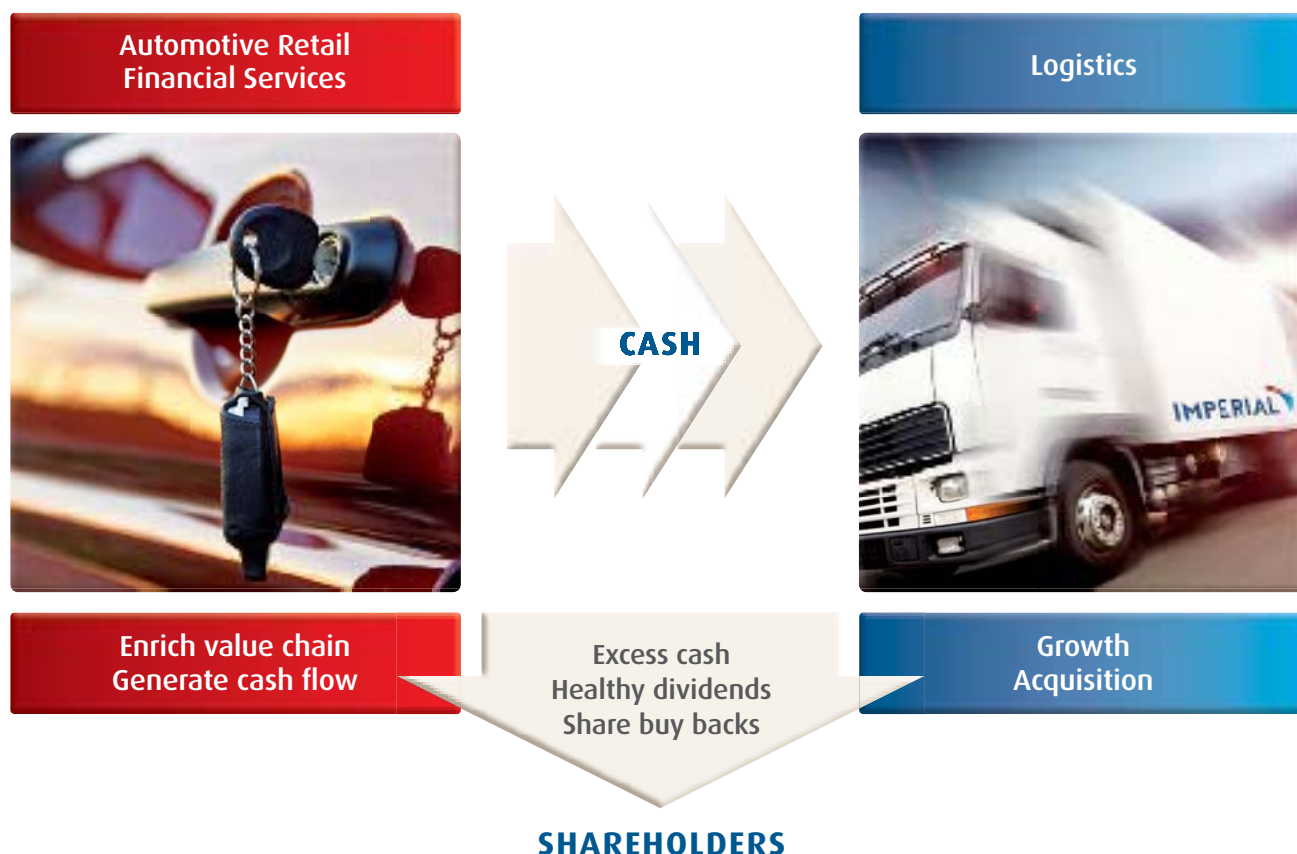 Automotive Retail
Financial Services
Logistics
CASH
IMPERIAL
Enrich value chain
Generate cash flow
Excess cash
Healthy dividends
Share buy backs
Growth
Acquisition
SHAREHOLDERS